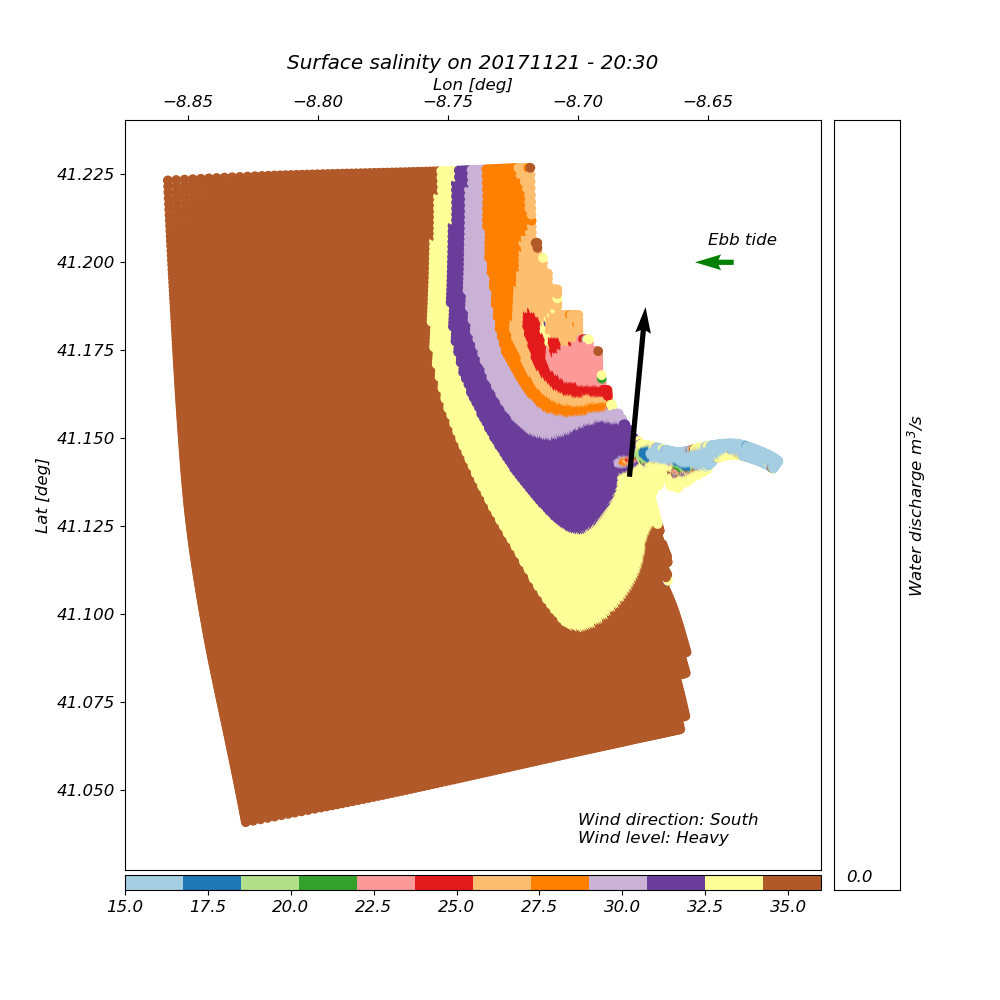 Surface salinity on 20171121 - 20:30
Lon [deg]
−8.85 −8.80 −8.75 −8.70 −8.65
41.225
41.200
41.175
41.150
41.125
41.100
41.075
41.050
Lat [deg]
Ebb tide
Wind direction: South
Wind level: Heavy
15.0 17.5 20.0 22.5 25.0 27.5 30.0 32.5 35.0
0.0
Water discharge m³/s